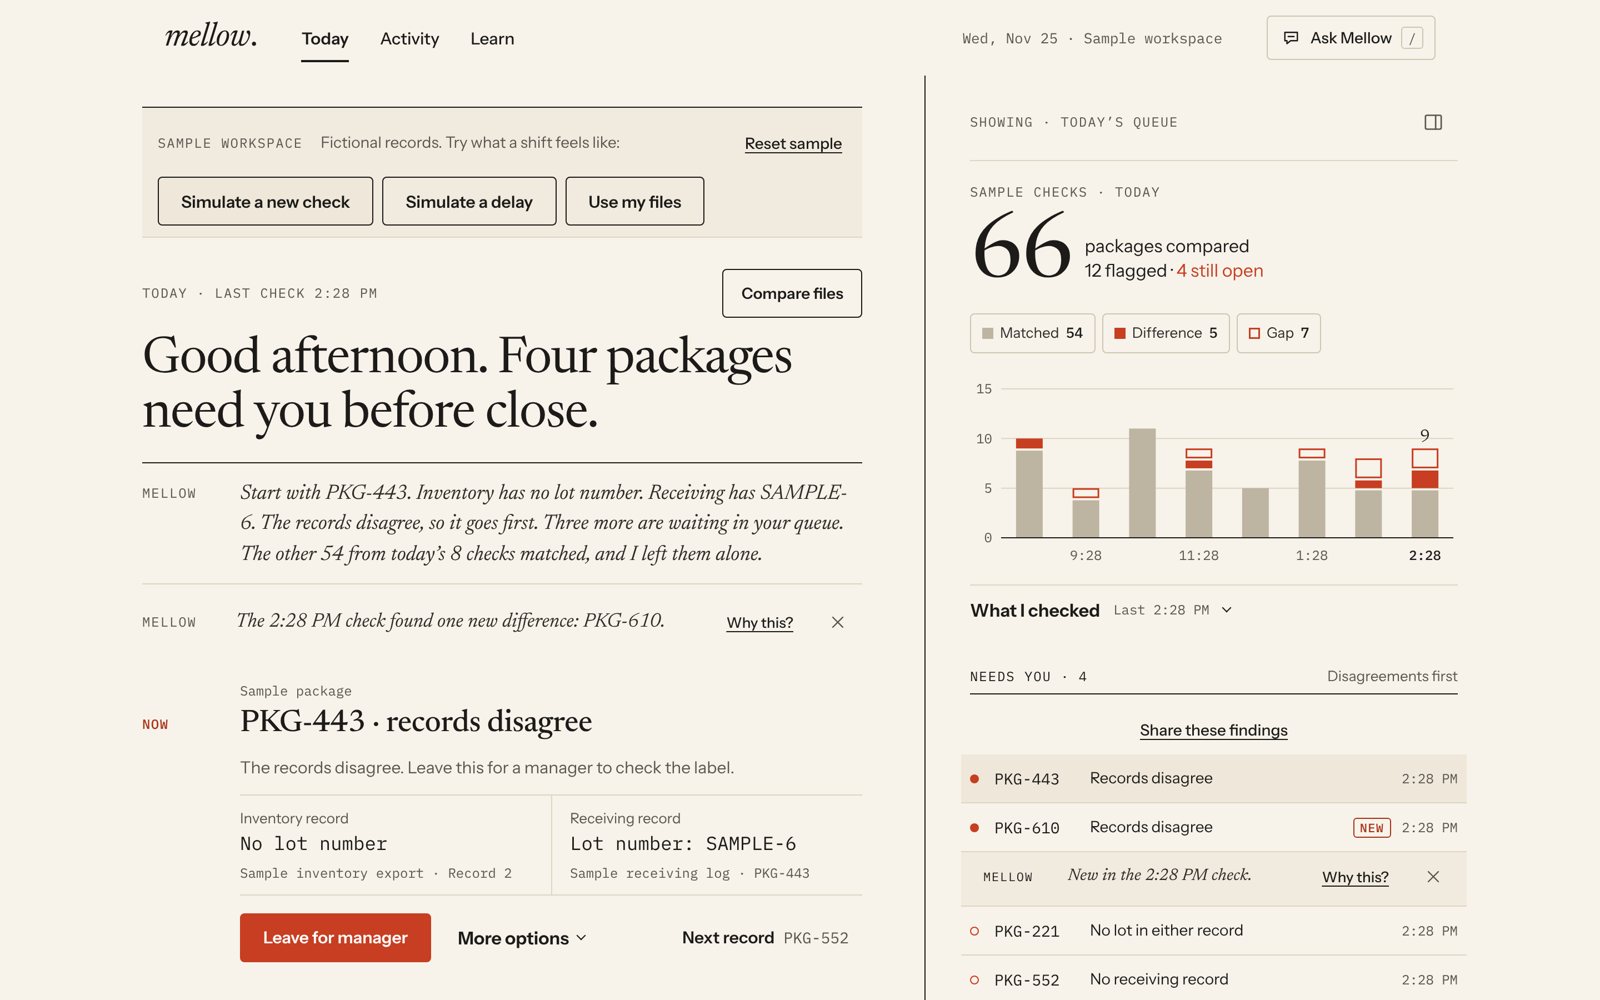 mellow.
Today Activity Learn
Wed, Nov 25 · Sample workspace
Ask Mellow /
SAMPLE WORKSPACE Fictional records. Try what a shift feels like:
Reset sample
Simulate a new check
Simulate a delay
Use my files
TODAY · LAST CHECK 2:28 PM
Compare files
Good afternoon. Four packages
need you before close.
MELLOW
Start with PKG-443. Inventory has no lot number. Receiving has SAMPLE-
6. The records disagree, so it goes first. Three more are waiting in your queue.
The other 54 from today's 8 checks matched, and I left them alone.
MELLOW
The 2:28 PM check found one new difference: PKG-610.
Why this?
Sample package
NOW
PKG-443 · records disagree
The records disagree. Leave this for a manager to check the label.
Inventory record
No lot number
Sample inventory export · Record 2
Receiving record
Lot number: SAMPLE-6
Sample receiving log · PKG-443
Leave for manager
More options
Next record PKG-552
SHOWING · TODAY'S QUEUE
SAMPLE CHECKS · TODAY
66
packages compared
12 flagged · 4 still open
Matched 54
Difference 5
Gap 7
15
10
5
0
9
9:28 11:28 1:28 2:28
What I checked Last 2:28 PM
NEEDS YOU · 4
Disagreements first
Share these findings
PKG-443 Records disagree 2:28 PM
PKG-610 Records disagree NEW 2:28 PM
MELLOW New in the 2:28 PM check. Why this?
PKG-221 No lot in either record 2:28 PM
PKG-552 No receiving record 2:28 PM